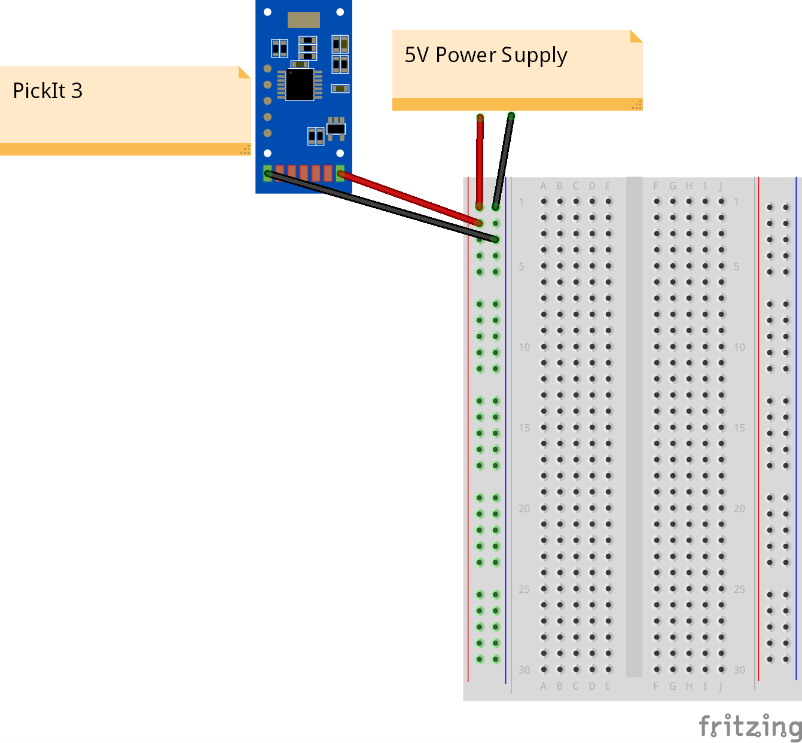 5V Power Supply
PickIt 3
A B C D E F G H I J
1 1
5 5
10 10
15 15
20 20
25 25
30 30
A B C D E F G H I J
fritzing